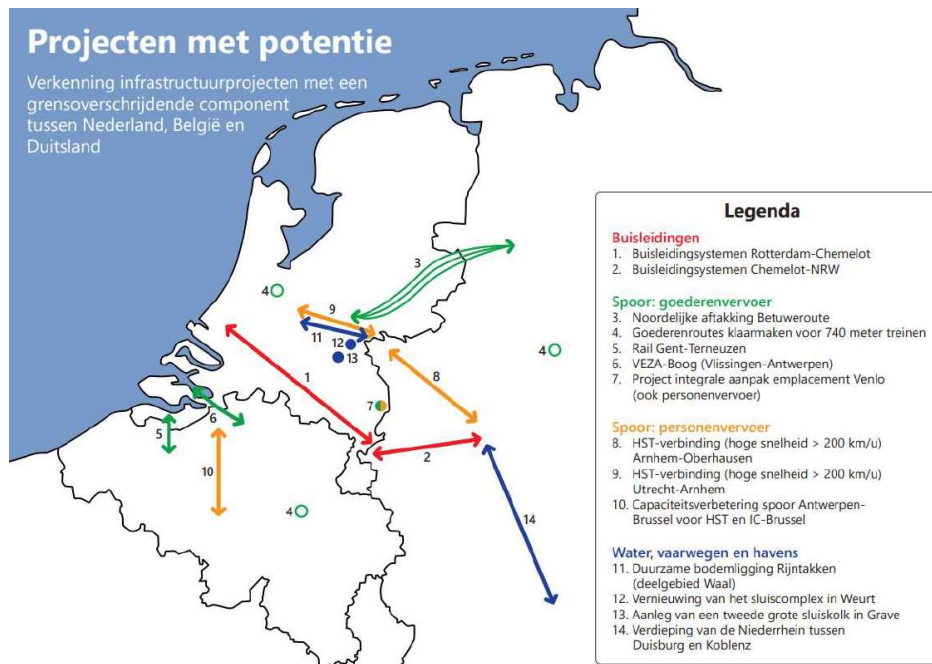 Projecten met potentie
Verkenning infrastructuurprojecten met een
grensoverschrijdende component
tussen Nederland, België en
Duitsland
3
4
9
11
12
13
4
1
8
7
6
5
10
2
4
14
Legenda
Buisleidingen
1. Buisleidingsystemen Rotterdam-Chemelot
2. Buisleidingsystemen Chemelot-NRW
Spoor: goederenvervoer
3. Noordelijke aftakking Betuweroute
4. Goederenroutes klaarmaken voor 740 meter treinen
5. Rail Gent-Terneuzen
6. VEZA-Boog (Vlissingen-Antwerpen)
7. Project integrale aanpak emplacement Venlo
(ook personenvervoer)
Spoor: personenvervoer
8. HST-verbinding (hoge snelheid > 200 km/u)
Arnhem-Oberhausen
9. HST-verbinding (hoge snelheid > 200 km/u)
Utrecht-Arnhem
10. Capaciteitsverbetering spoor Antwerpen-
Brussel voor HST en IC-Brussel
Water, vaarwegen en havens
11. Duurzame bodemligging Rijntakken
(deelgebied Waal)
12. Vernieuwing van het sluiscomplex in Weurt
13. Aanleg van een tweede grote sluiskolk in Grave
14. Verdieping van de Niederrhein tussen
Duisburg en Koblenz